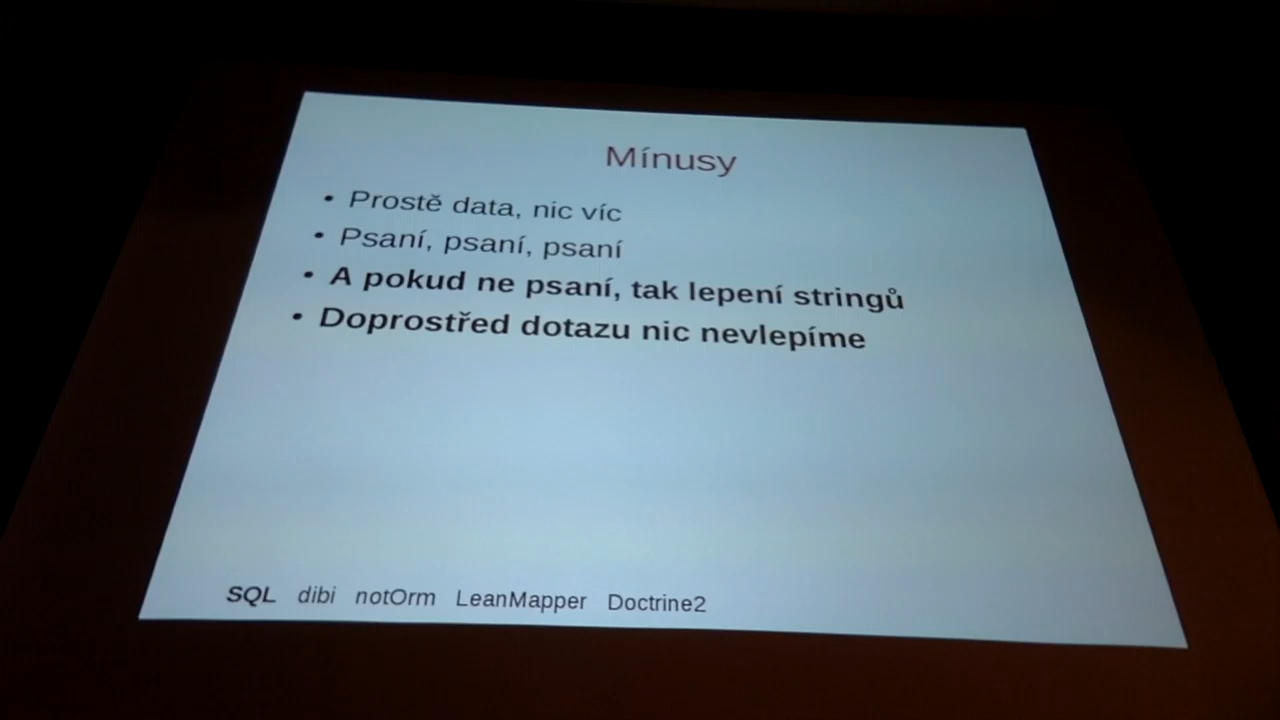 Mínusy
• Prostě data, nic víc
• Psaní, psaní, psaní
• A pokud ne psaní, tak lepení stringů
• Doprostřed dotazu nic nevlepíme
SQL dibi notOrm LeanMapper Doctrine2